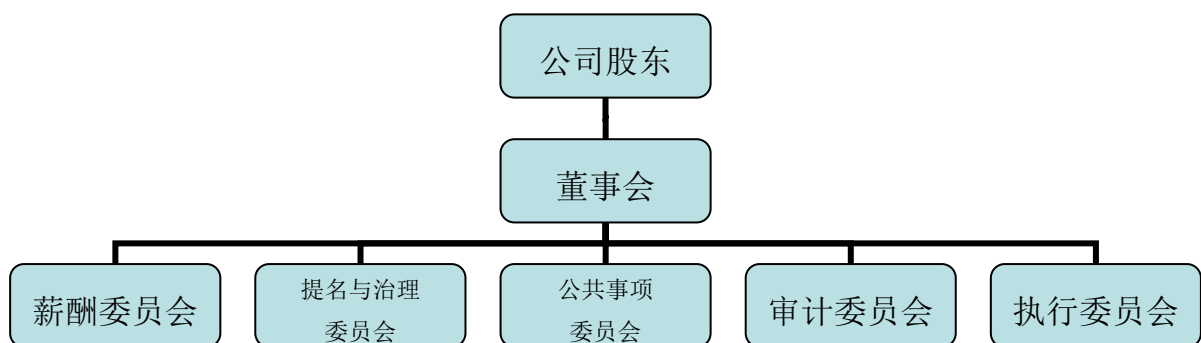 公司股东
董事会
薪酬委员会
提名与治理
委员会
公共事项
委员会
审计委员会
执行委员会